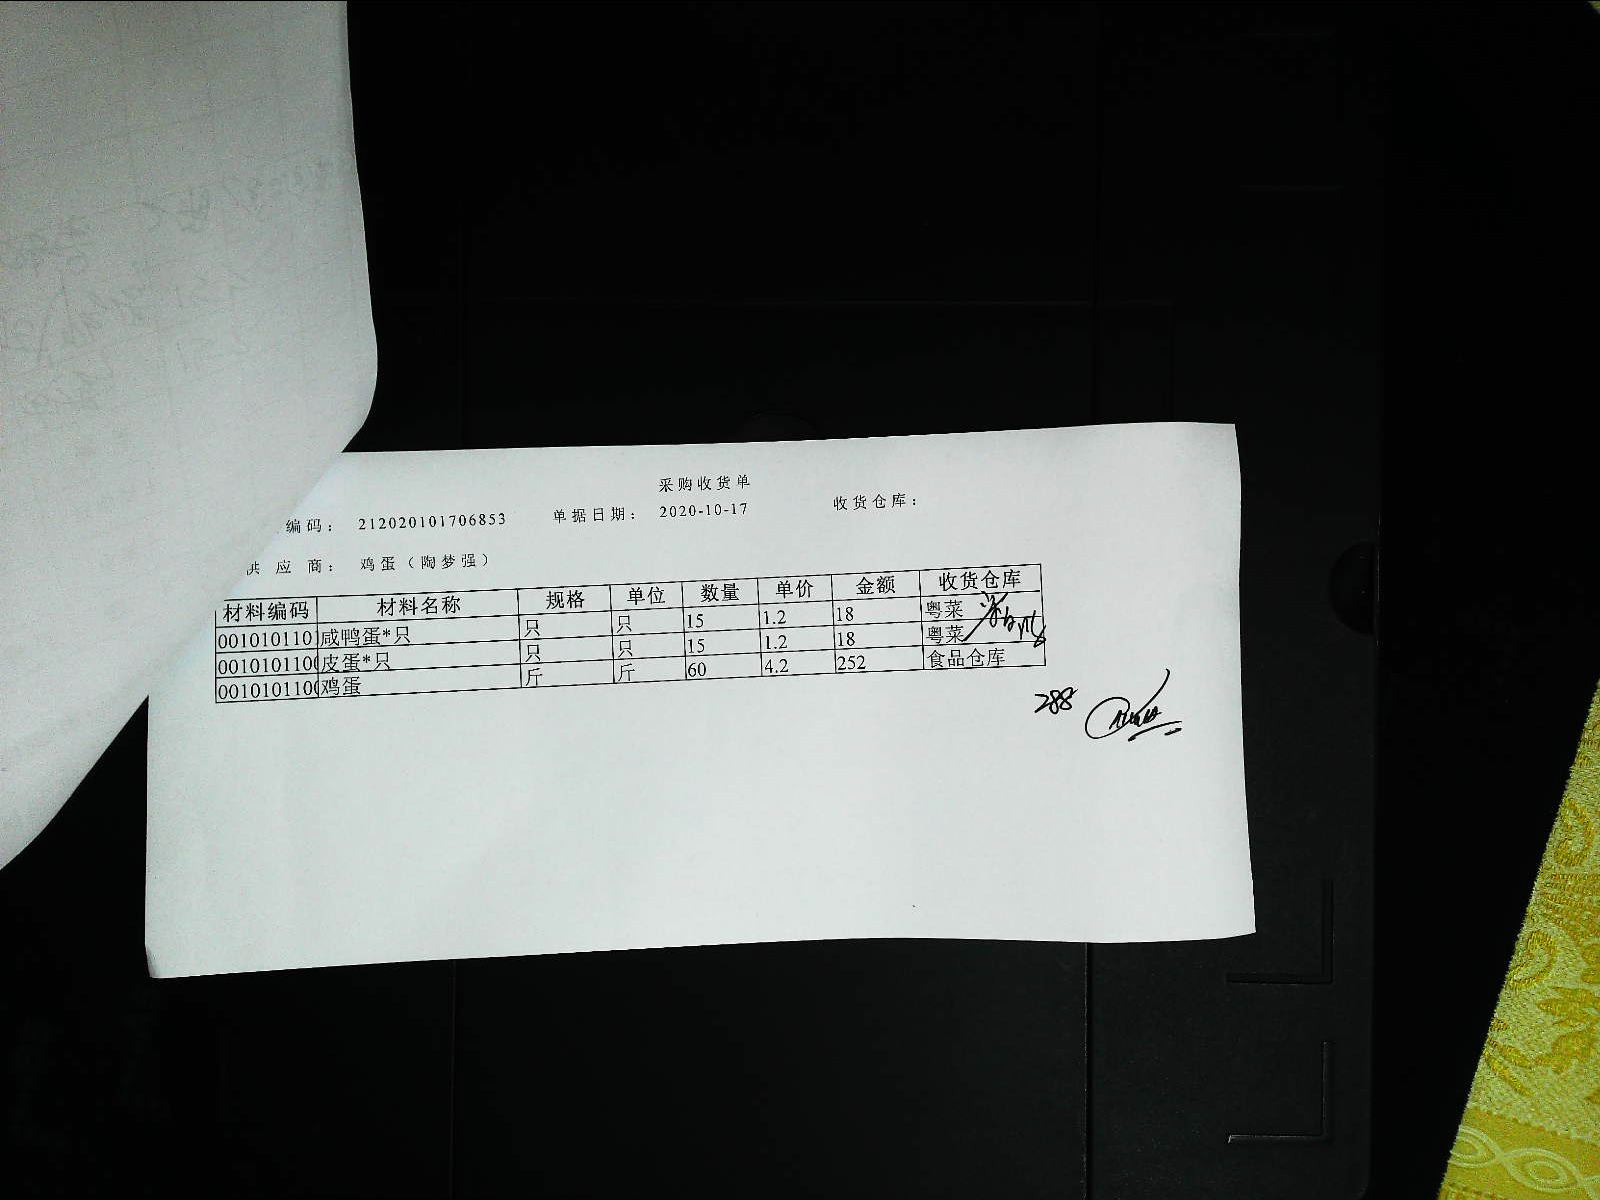 采购收货单
编码： 212020101706853 单据日期： 2020-10-17 收货仓库：
供应商： 鸡蛋（陶梦强）
材料编码 材料名称 规格 单位 数量 单价 金额 收货仓库
001010110 咸鸭蛋*只 只 只 15 1.2 18 粤菜
0010101100 皮蛋*只 只 只 15 1.2 18 粤菜
0010101100 鸡蛋 斤 斤 60 4.2 252 食品仓库
288